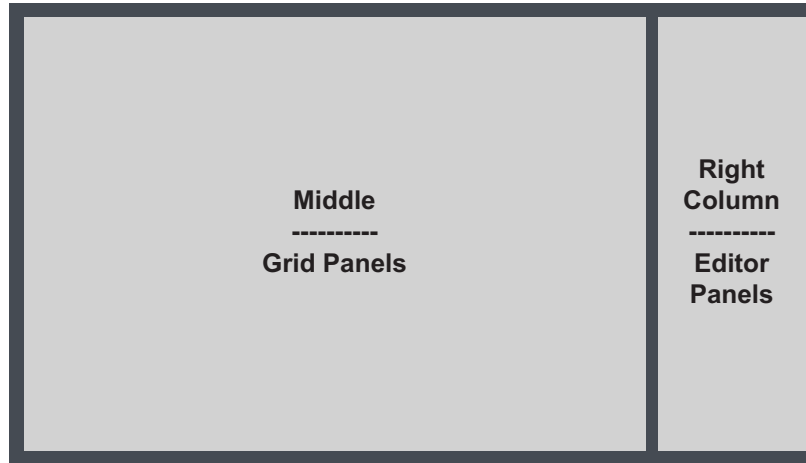 Middle
----------
Grid Panels
Right
Column
----------
Editor
Panels